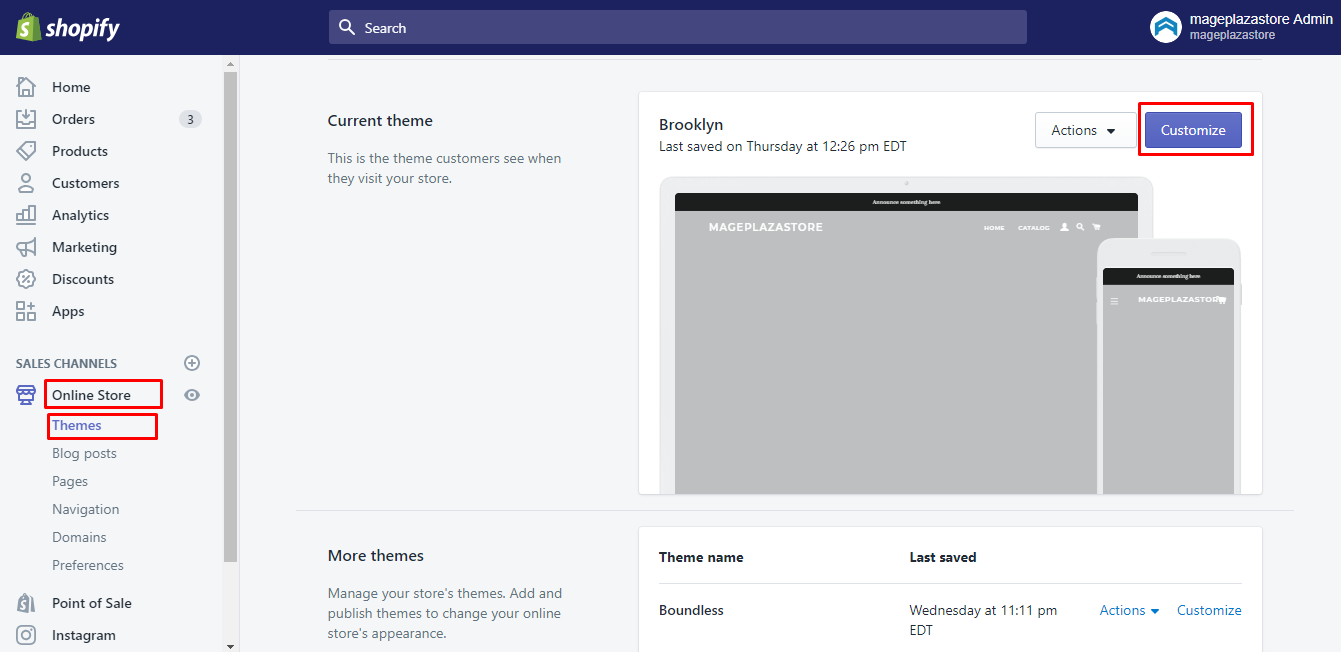 shopify
Search
mageplazastore Admin
mageplazastore
Home
Orders
3
Products
Customers
Analytics
Marketing
Discounts
Apps
SALES CHANNELS
Online Store
Themes
Blog posts
Pages
Navigation
Domains
Preferences
Point of Sale
Instagram
Current theme
This is the theme customers see when
they visit your store.
Brooklyn
Last saved on Thursday at 12:26 pm EDT
Actions
Customize
Announce something here
MAGEPLAZASTORE
HOME
CATALOG
Announce something here
MAGEPLAZASTOR
More themes
Manage your store's themes. Add and
publish themes to change your online
store's appearance.
Theme name
Last saved
Boundless
Wednesday at 11:11 pm
EDT
Actions
Customize